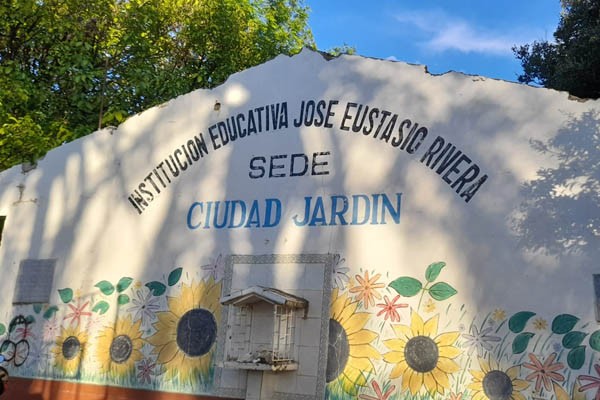 INSTITUCION EDUCATIVA JOSE EUSTASIO RIVERA
SEDE
CIUDAD JARDIN